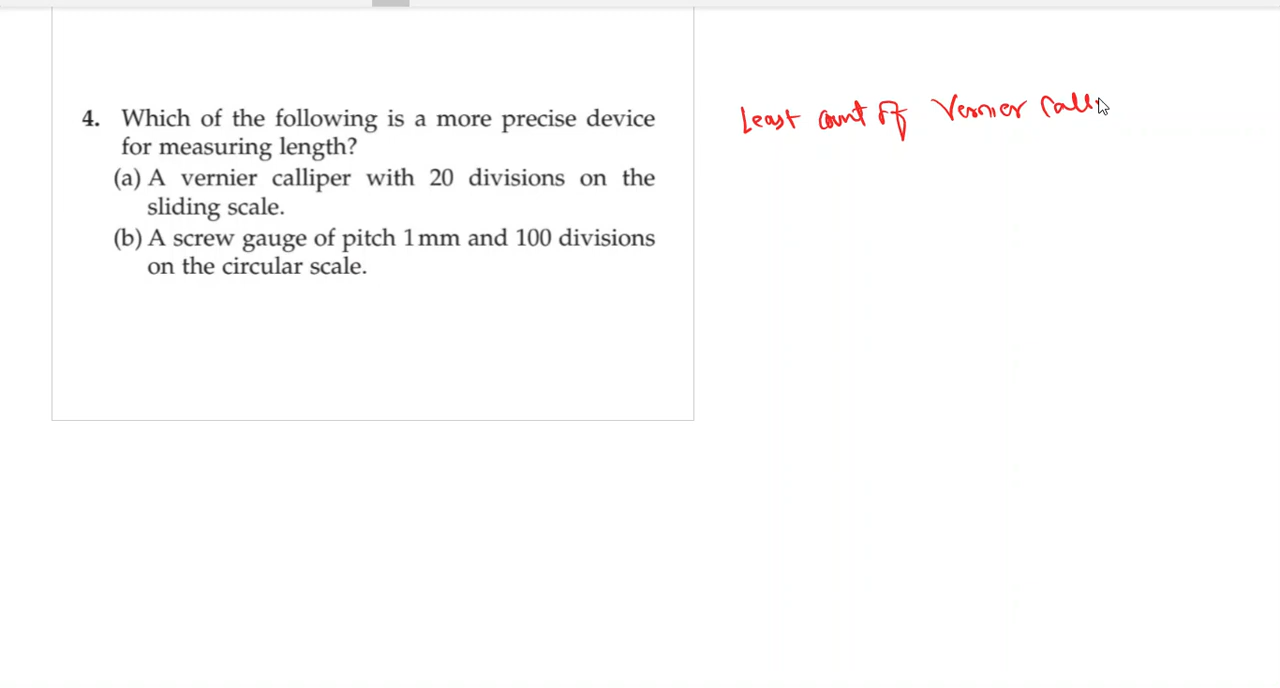 4. Which of the following is a more precise device
for measuring length?
(a) A vernier calliper with 20 divisions on the
sliding scale.
(b) A screw gauge of pitch 1 mm and 100 divisions
on the circular scale.
Least count of Vernier Calli